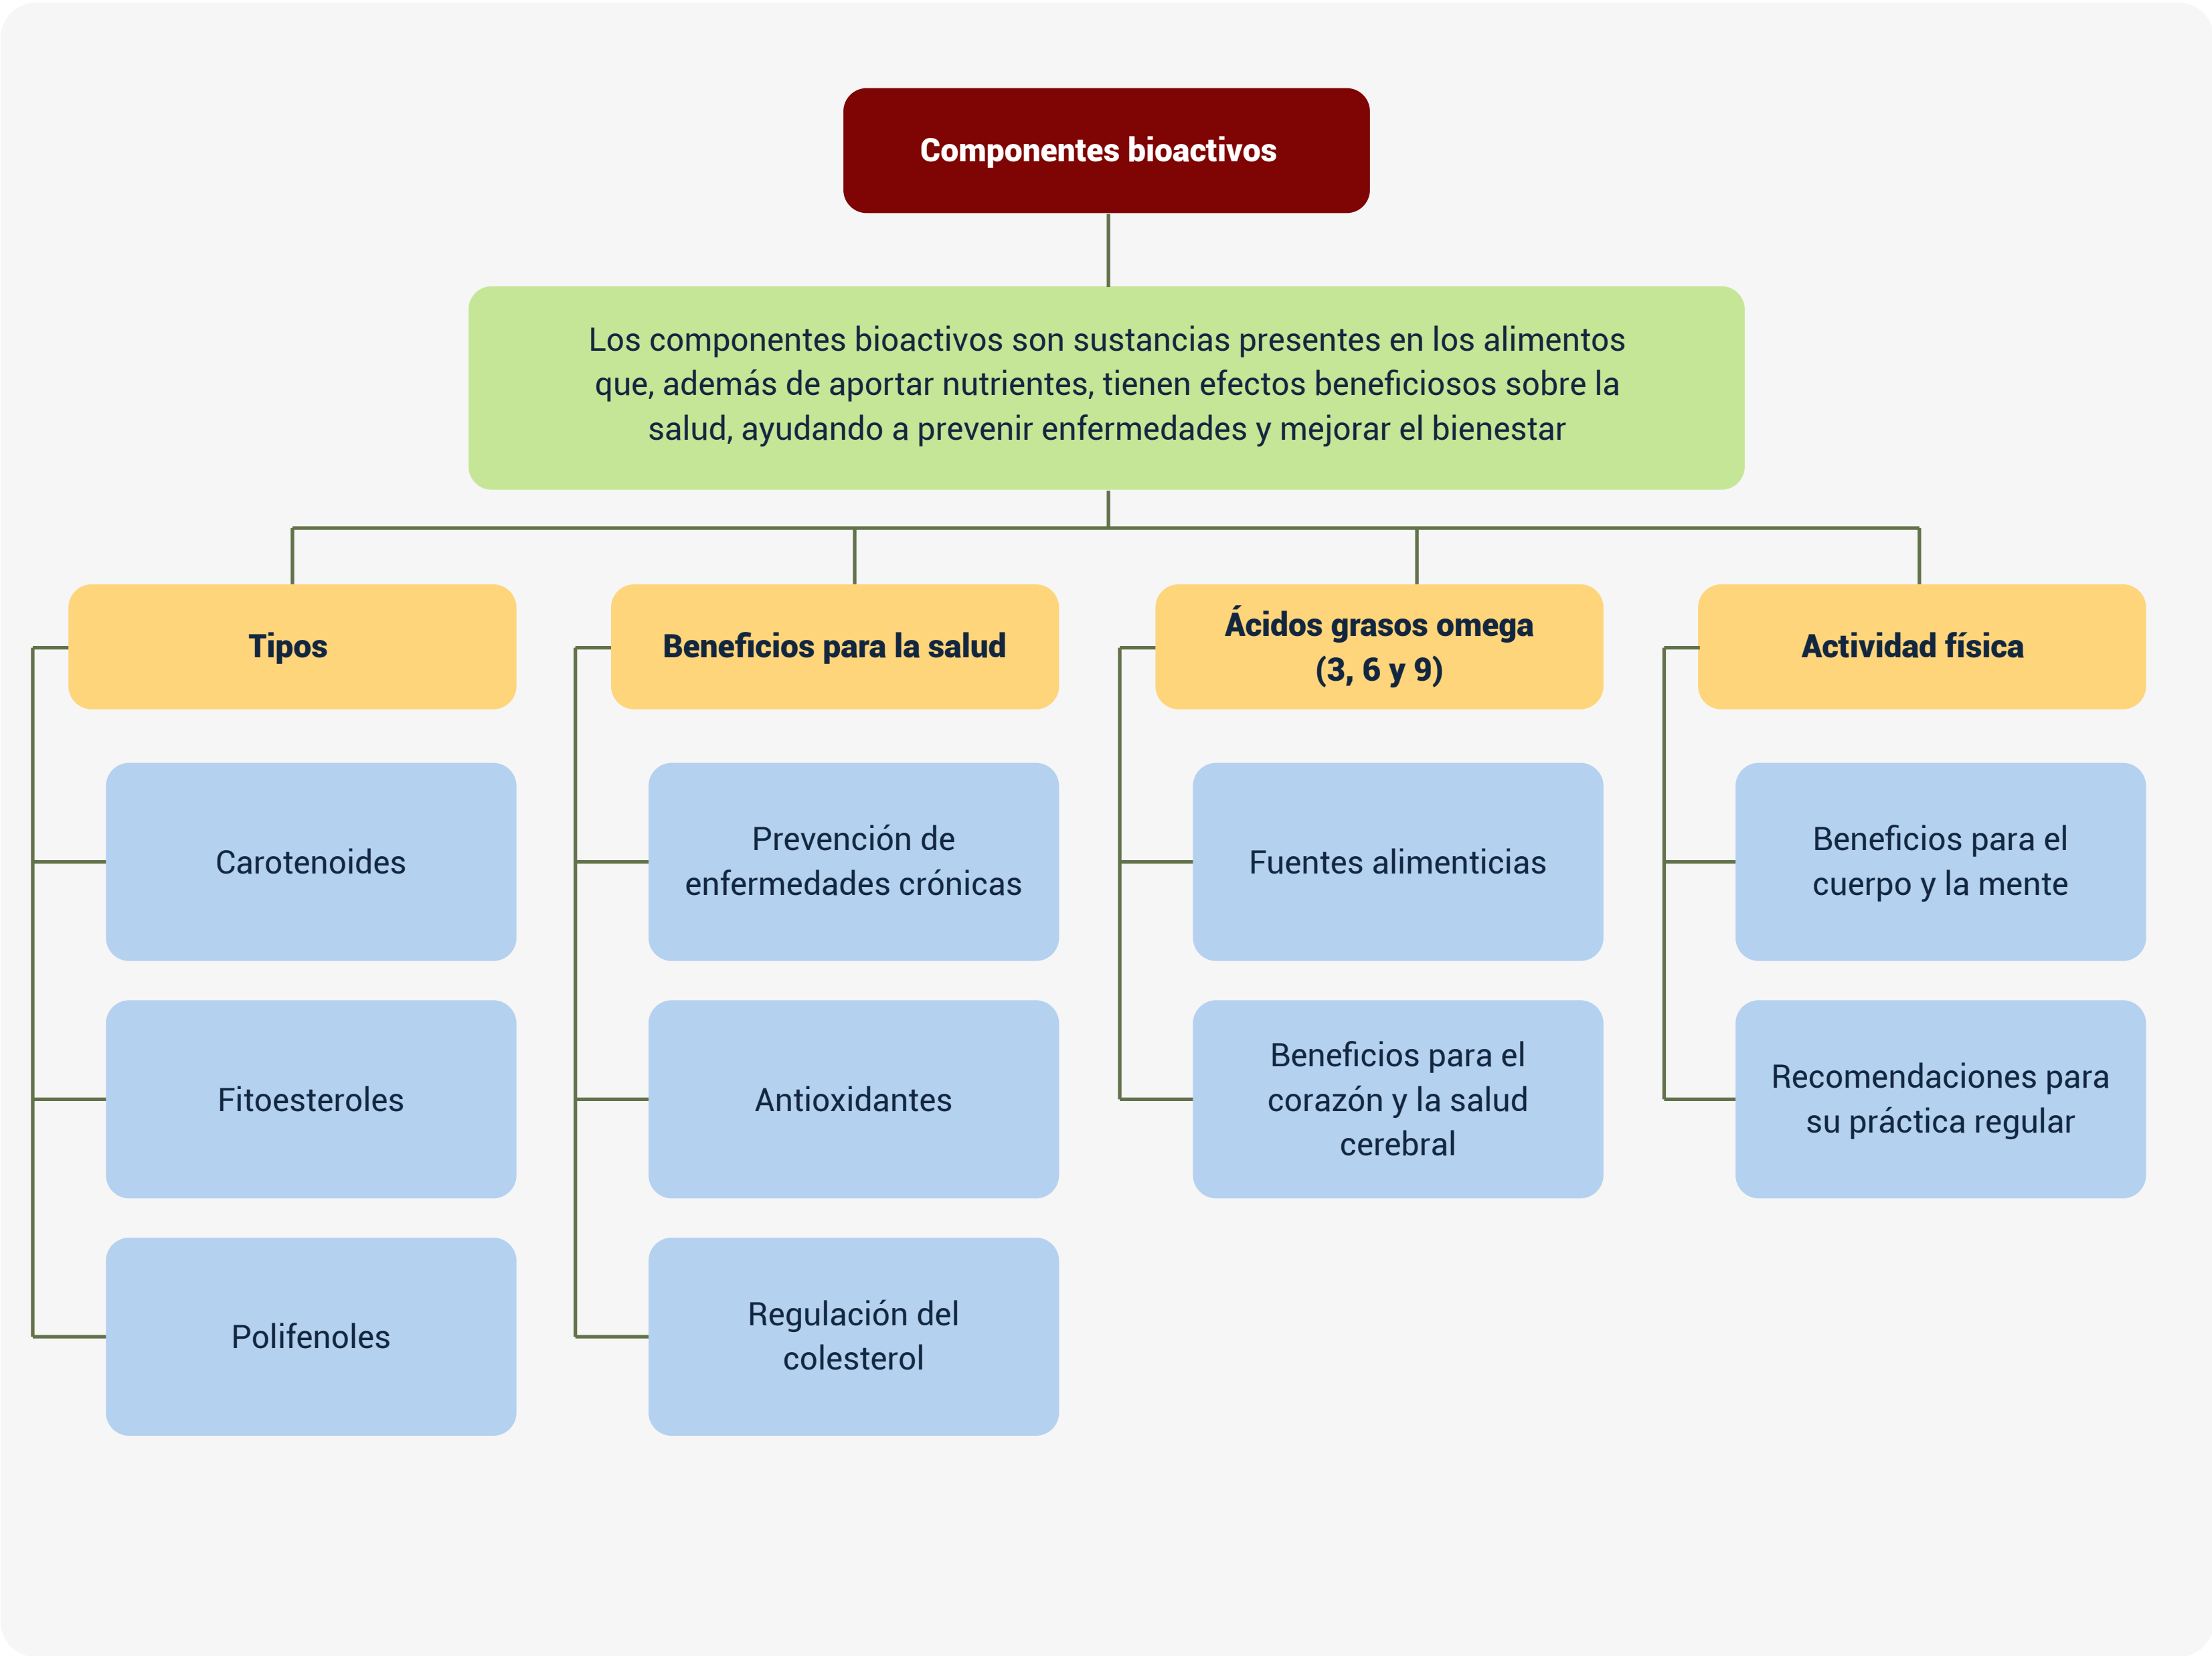 Componentes bioactivos
Los componentes bioactivos son sustancias presentes en los alimentos
que, además de aportar nutrientes, tienen efectos beneficiosos sobre la
salud, ayudando a prevenir enfermedades y mejorar el bienestar
Tipos
Carotenoides
Fitoesteroles
Polifenoles
Beneficios para la salud
Prevención de
enfermedades crónicas
Antioxidantes
Regulación del
colesterol
Ácidos grasos omega
(3, 6 y 9)
Fuentes alimenticias
Beneficios para el
corazón y la salud
cerebral
Actividad física
Beneficios para el
cuerpo y la mente
Recomendaciones para
su práctica regular